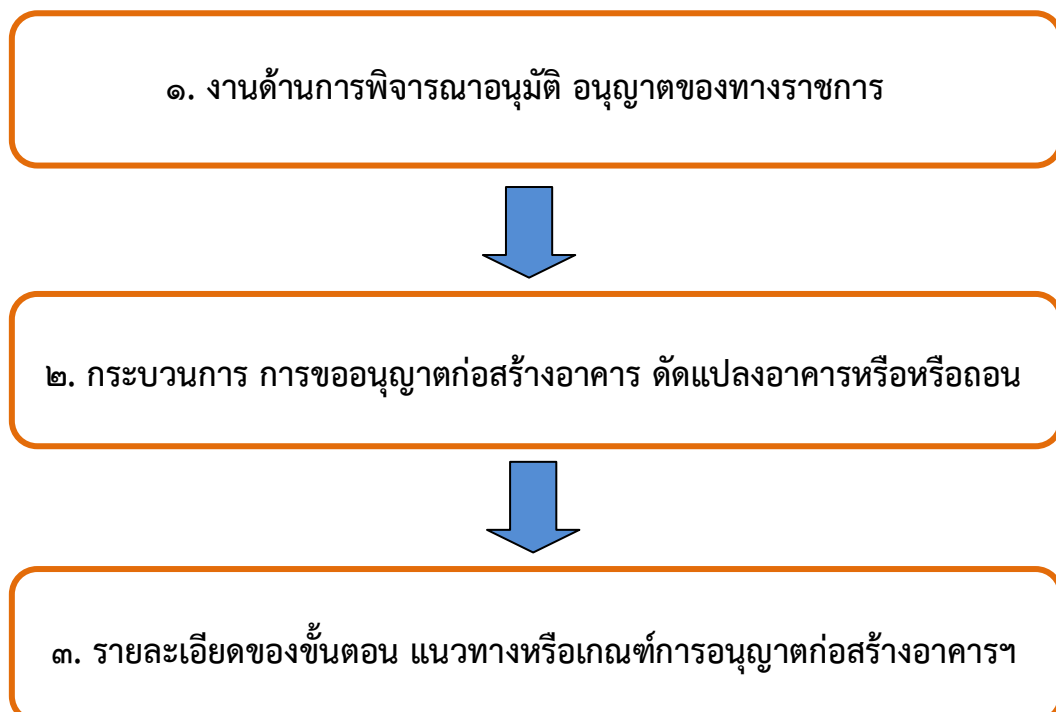 ๑. งานด้านการพิจารณาอนุมัติ อนุญาตของทางราชการ
๒. กระบวนการ การขออนุญาตก่อสร้างอาคาร ดัดแปลงอาคารหรือหรือถอน
๓. รายละเอียดของขั้นตอน แนวทางหรือเกณฑ์การอนุญาตก่อสร้างอาคารฯ